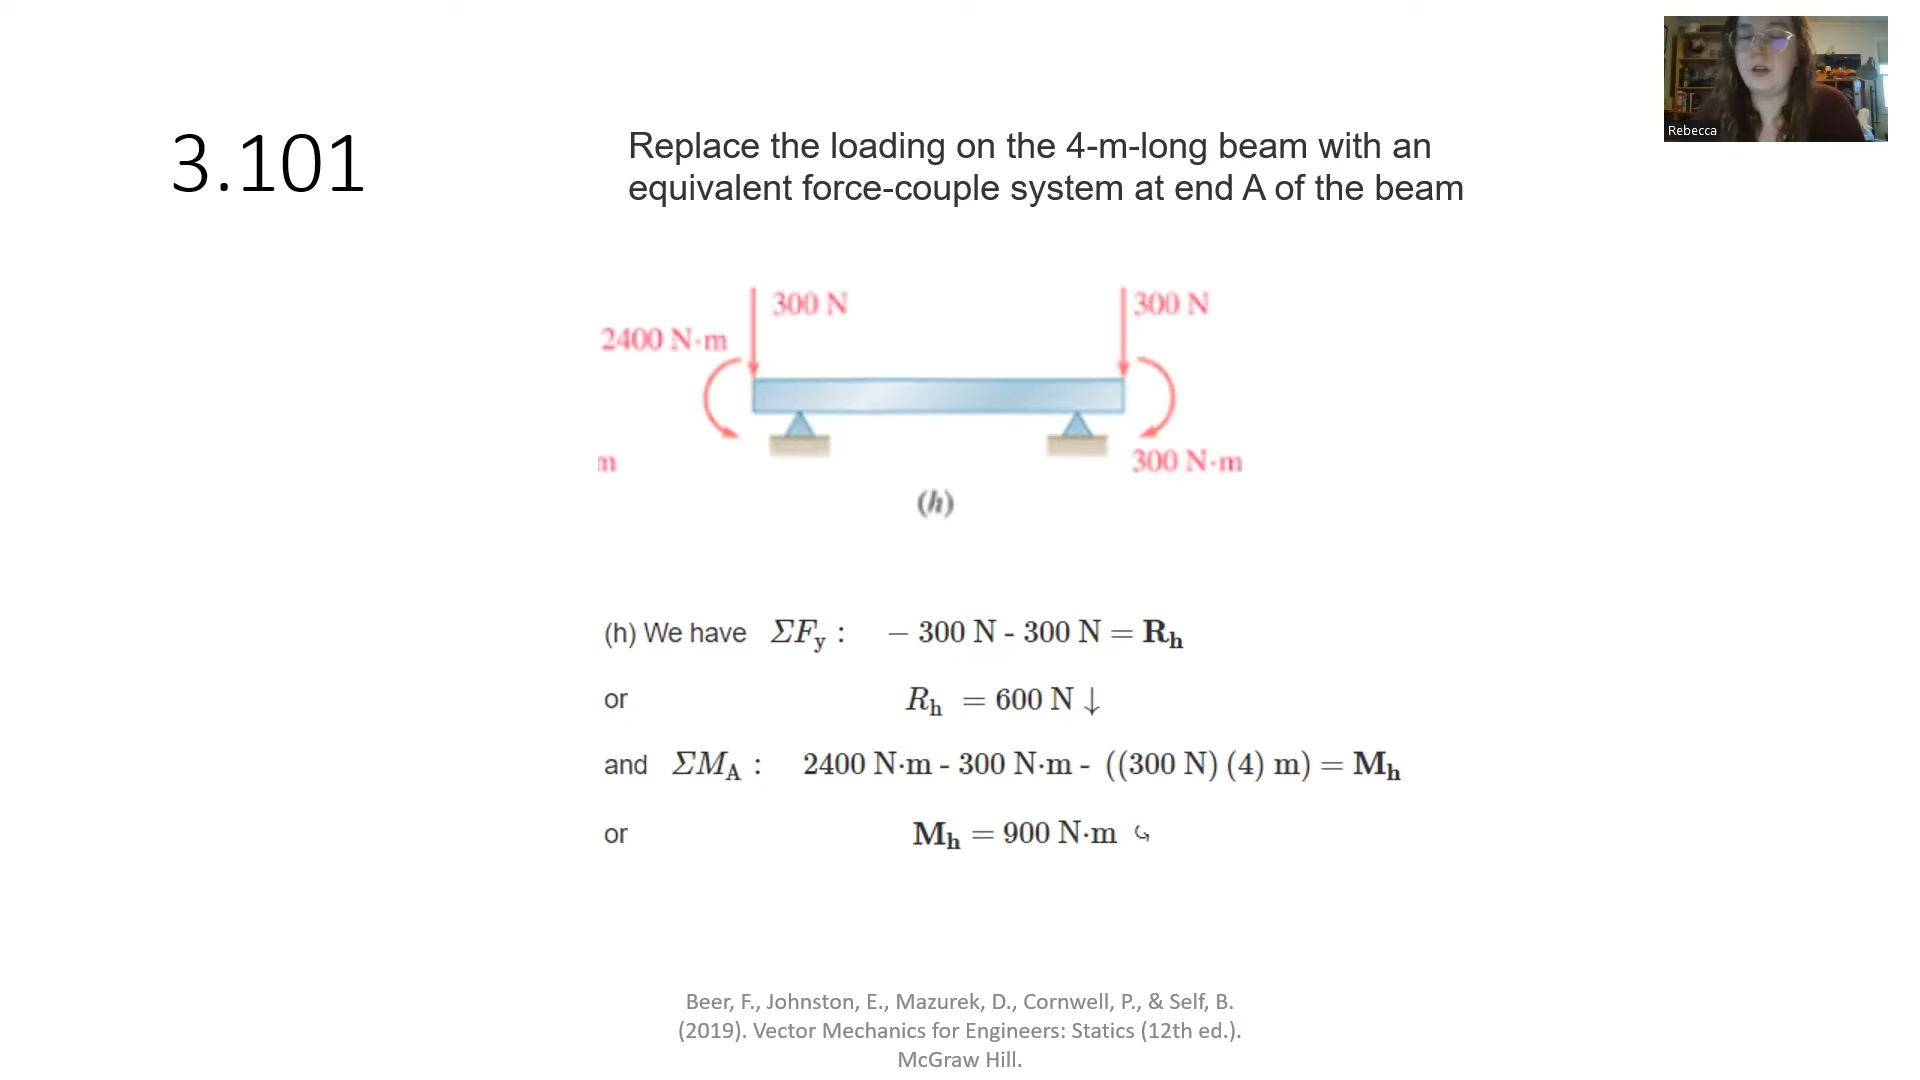 Rebecca
3.101
Replace the loading on the 4-m-long beam with an
equivalent force-couple system at end A of the beam
300 N
300 N
2400 N·m
m
300 N·m
(h)
(h) We have ΣFy : − 300 N - 300 N = Rh
or Rh = 600 N ↓
and ΣMA : 2400 N·m - 300 N·m - ((300 N) (4) m) = Mh
or Mh = 900 N·m ⤿
Beer, F., Johnston, E., Mazurek, D., Cornwell, P., & Self, B.
(2019). Vector Mechanics for Engineers: Statics (12th ed.).
McGraw Hill.